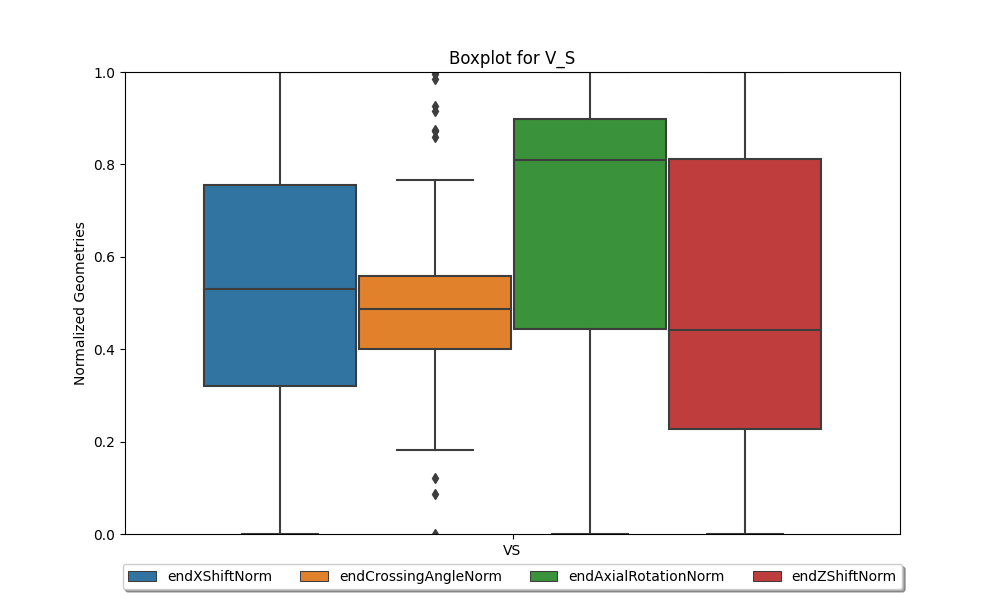 Boxplot for V_S
1.0
0.8
0.6
0.4
0.2
0.0
Normalized Geometries
VS
endXShiftNorm endCrossingAngleNorm endAxialRotationNorm endZShiftNorm